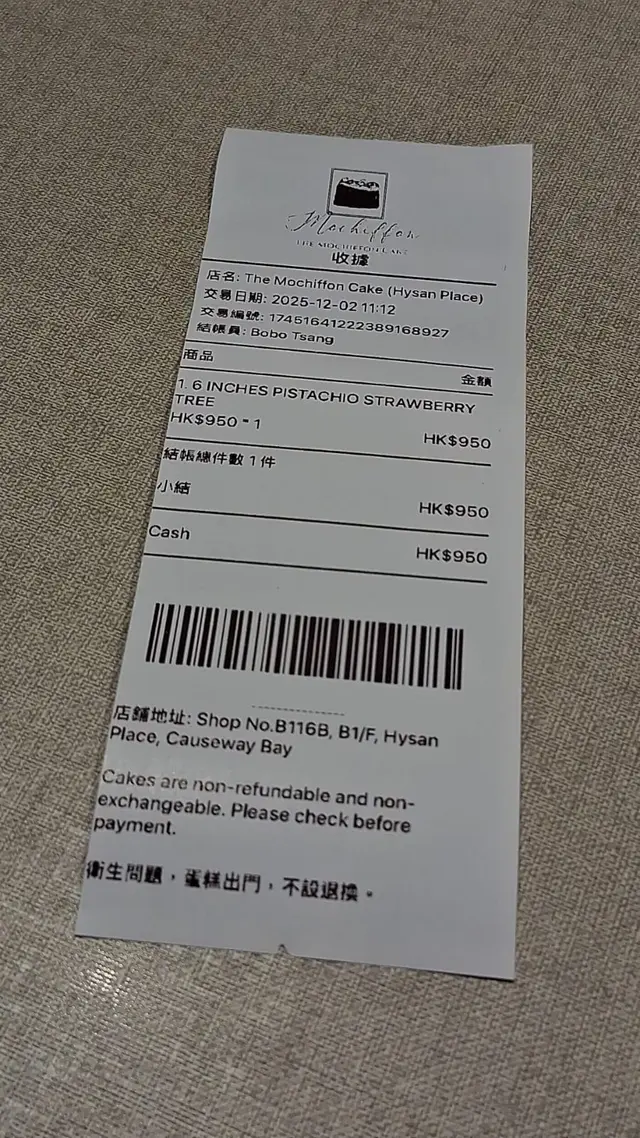 Mochiffon
THE MOCHIFFON CAKE
收據
店名: The Mochiffon Cake (Hysan Place)
交易日期: 2025-12-02 11:12
交易編號: 17451641222389168927
結帳員: Bobo Tsang
商品 金額
1. 6 INCHES PISTACHIO STRAWBERRY
TREE
HK$950 * 1 HK$950
結帳總件數 1 件
小結 HK$950
Cash HK$950
店鋪地址: Shop No.B116B, B1/F, Hysan
Place, Causeway Bay
Cakes are non-refundable and non-
exchangeable. Please check before
payment.
衛生問題，蛋糕出門，不設退換。